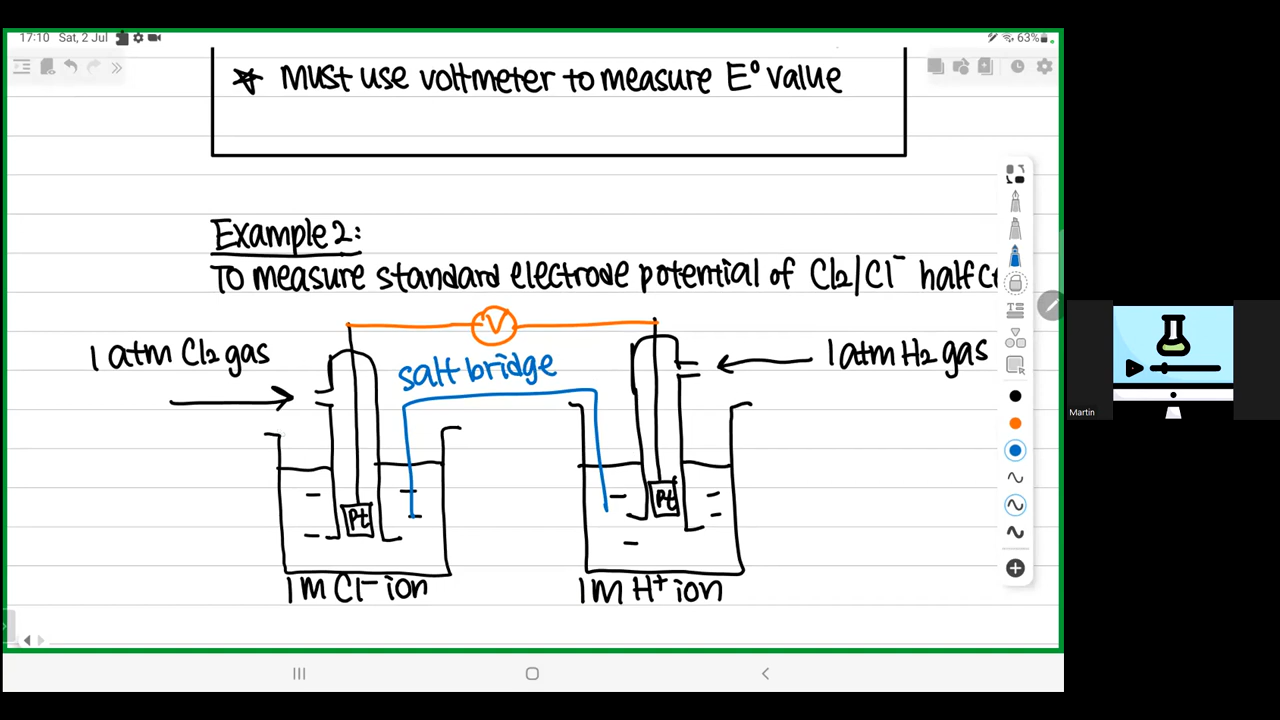 17:10 Sat, 2 Jul
63%
* Must use voltmeter to measure E° value
Example 2:
To measure standard electrode potential of Cl2/Cl⁻ half
V
1 atm Cl2 gas
salt bridge
1 atm H2 gas
Pt
Pt
1M Cl⁻ ion
1M H⁺ ion
Martin